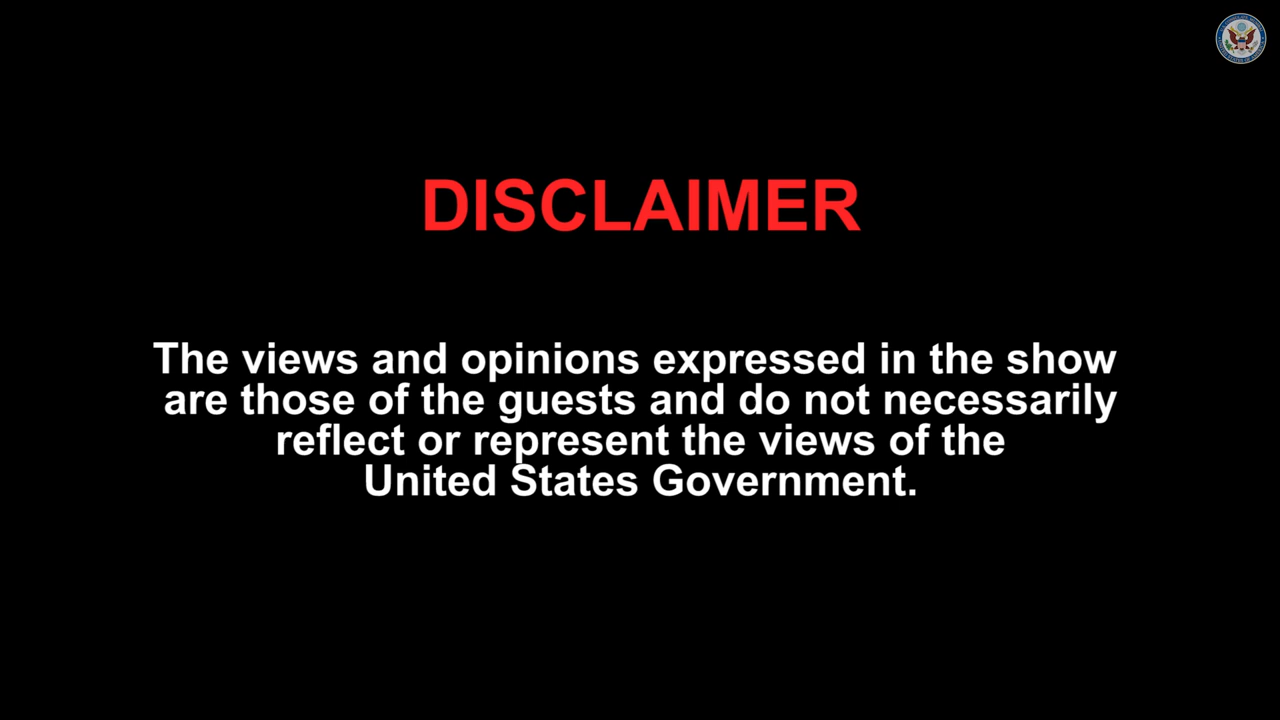 DISCLAIMER
The views and opinions expressed in the show
are those of the guests and do not necessarily
reflect or represent the views of the
United States Government.